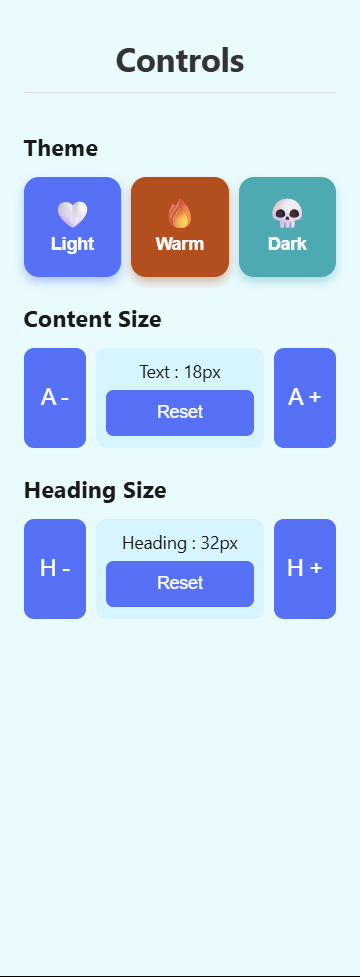 Controls
Theme
Light Warm Dark
Content Size
A - Text : 18px A +
Reset
Heading Size
H - Heading : 32px H +
Reset